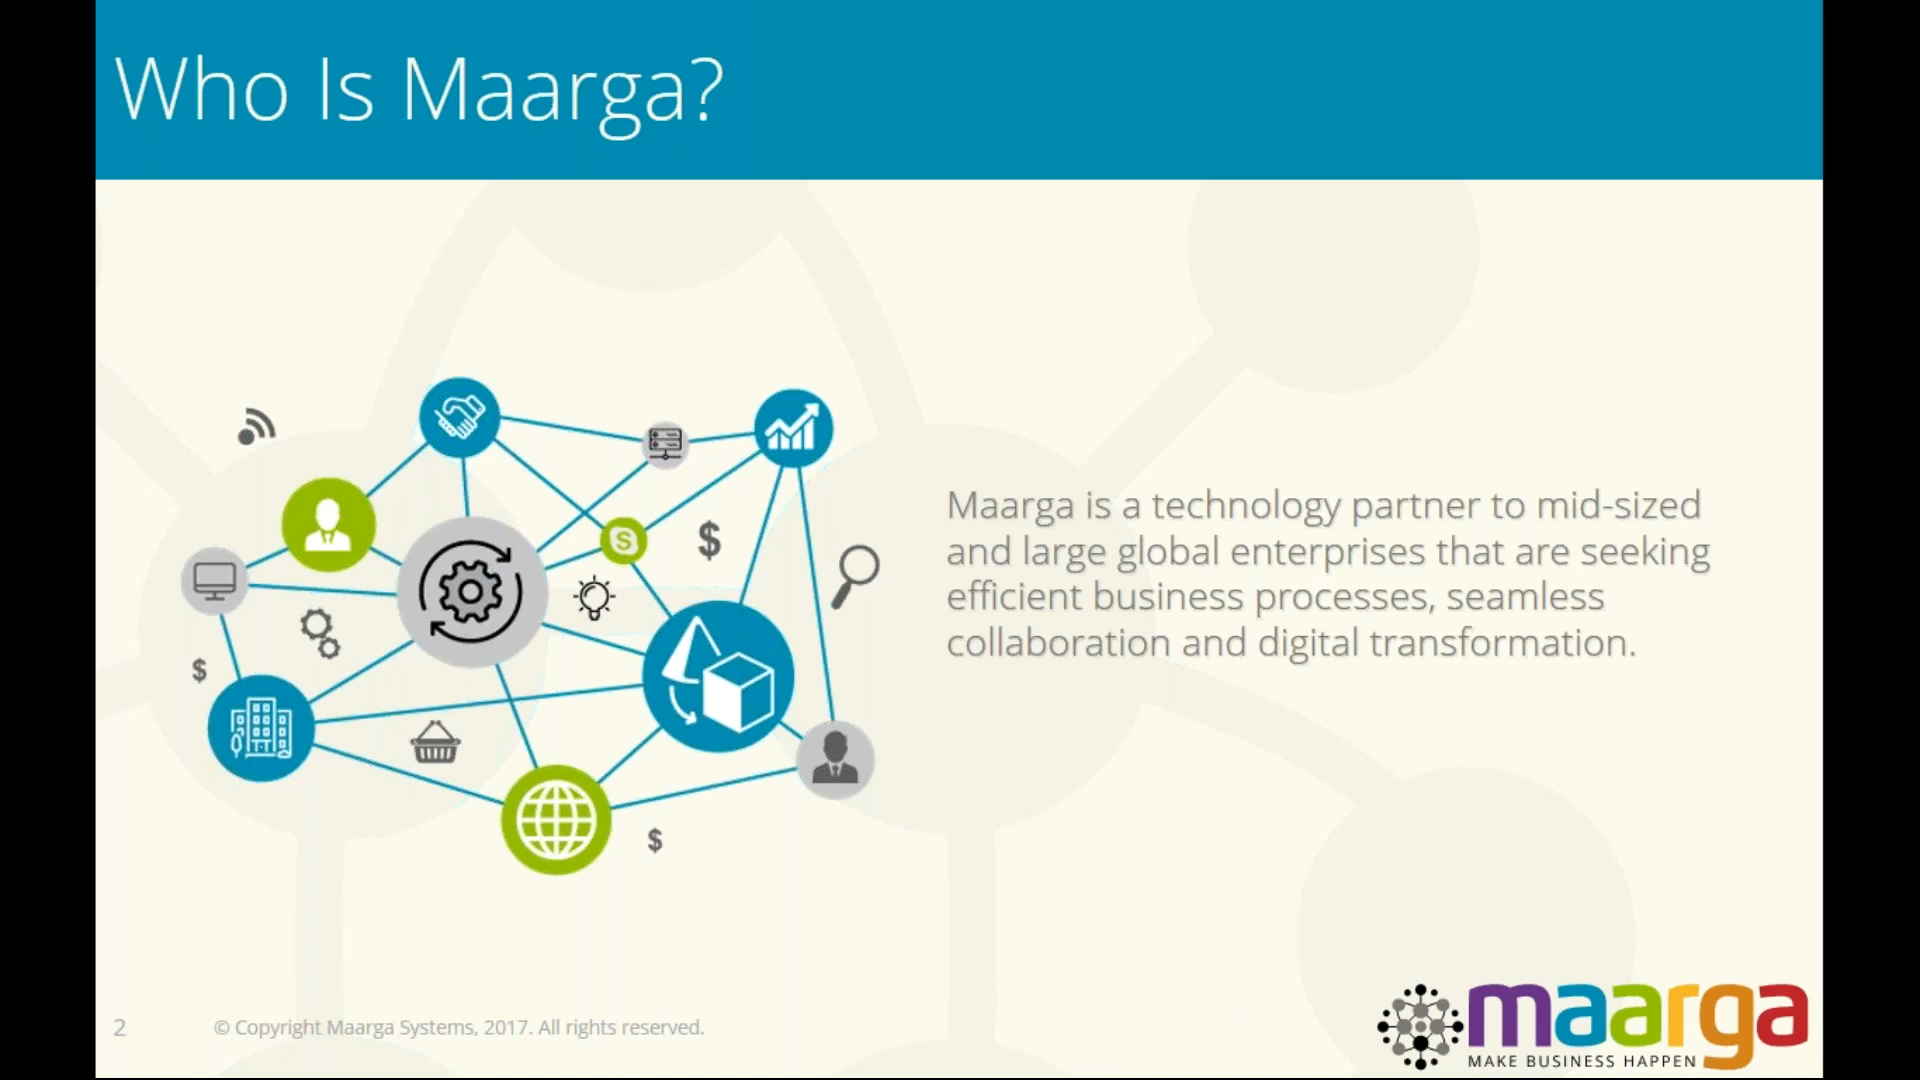 Who Is Maarga?
$
S
$
$
Maarga is a technology partner to mid-sized
and large global enterprises that are seeking
efficient business processes, seamless
collaboration and digital transformation.
2
© Copyright Maarga Systems, 2017. All rights reserved.
maarga
MAKE BUSINESS HAPPEN